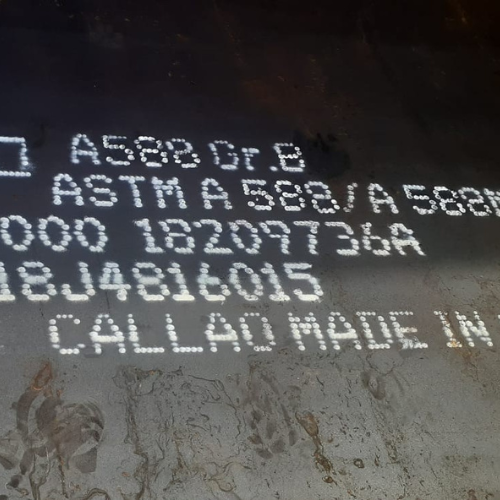 A588 Gr.B
ASTM A 588/A 588M
000 18209736A
18J4816015
CALLAO MADE IN